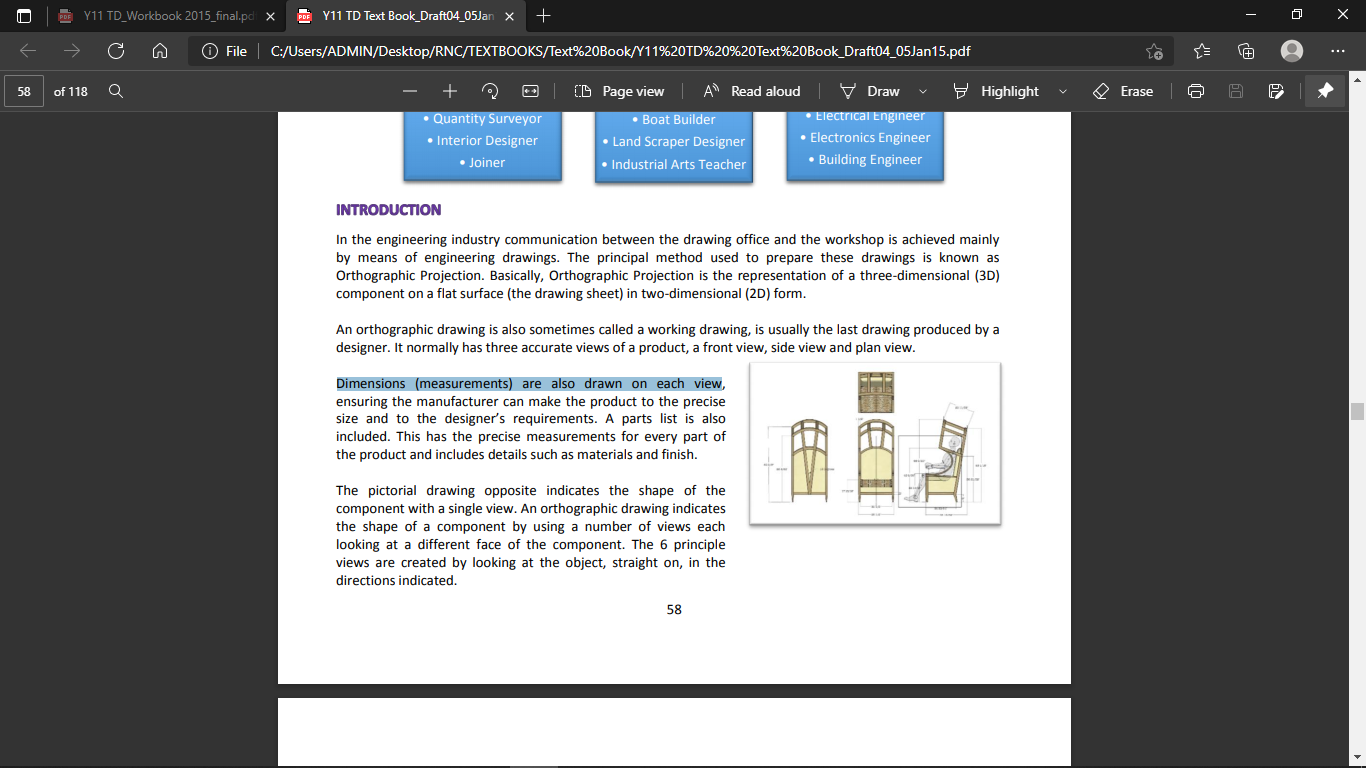 Y11 TD_Workbook 2015_final.pd
Y11 TD Text Book_Draft04_05Jan
File C:/Users/ADMIN/Desktop/RNC/TEXTBOOKS/Text%20Book/Y11%20TD%20%20Text%20Book_Draft04_05Jan15.pdf
58 of 118 Page view Read aloud Draw Highlight Erase
• Quantity Surveyor
• Interior Designer
• Joiner
• Boat Builder
• Land Scraper Designer
• Industrial Arts Teacher
• Electrical Engineer
• Electronics Engineer
• Building Engineer
INTRODUCTION
In the engineering industry communication between the drawing office and the workshop is achieved mainly
by means of engineering drawings. The principal method used to prepare these drawings is known as
Orthographic Projection. Basically, Orthographic Projection is the representation of a three-dimensional (3D)
component on a flat surface (the drawing sheet) in two-dimensional (2D) form.
An orthographic drawing is also sometimes called a working drawing, is usually the last drawing produced by a
designer. It normally has three accurate views of a product, a front view, side view and plan view.
Dimensions (measurements) are also drawn on each view,
ensuring the manufacturer can make the product to the precise
size and to the designer's requirements. A parts list is also
included. This has the precise measurements for every part of
the product and includes details such as materials and finish.
The pictorial drawing opposite indicates the shape of the
component with a single view. An orthographic drawing indicates
the shape of a component by using a number of views each
looking at a different face of the component. The 6 principle
views are created by looking at the object, straight on, in the
directions indicated.
58